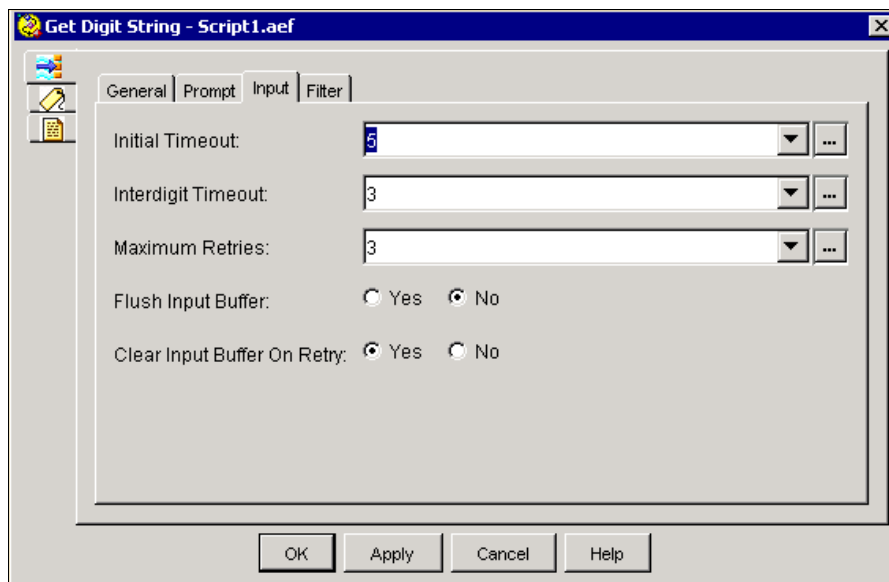 Get Digit String - Script1.aef
General Prompt Input Filter
Initial Timeout: 5 ...
Interdigit Timeout: 3 ...
Maximum Retries: 3 ...
Flush Input Buffer: Yes No
Clear Input Buffer On Retry: Yes No
OK Apply Cancel Help